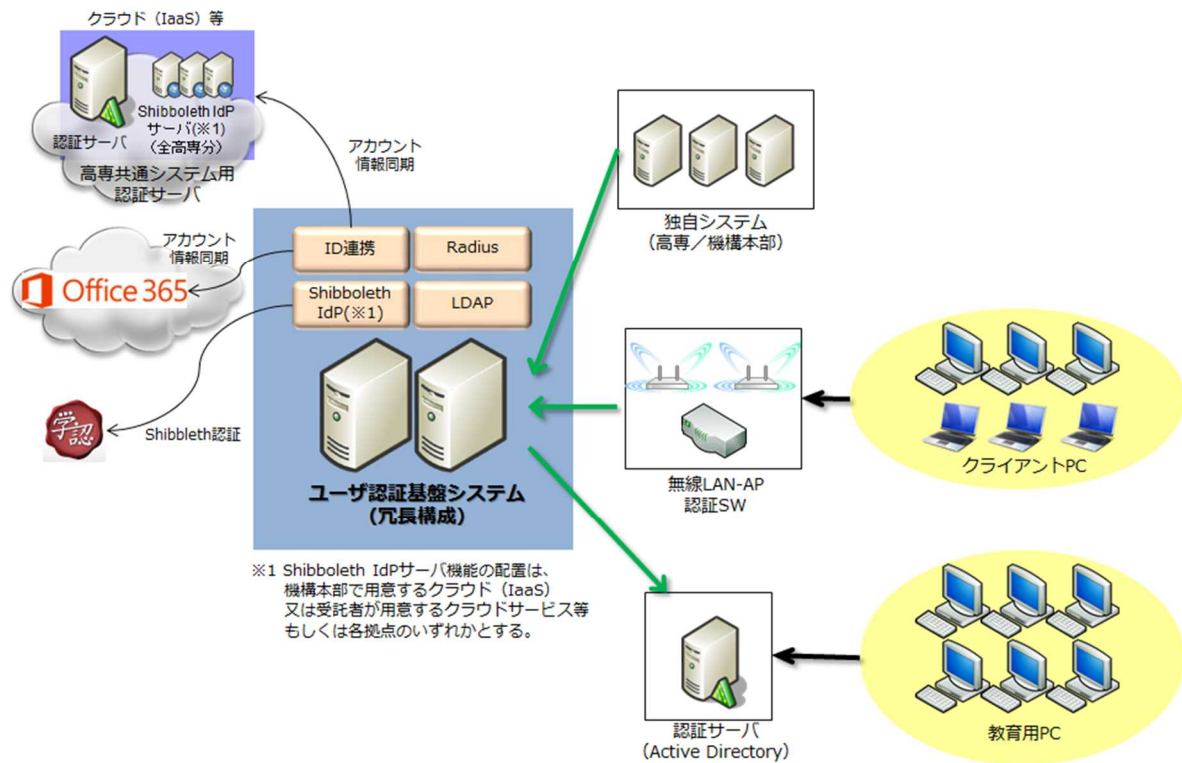 クラウド（IaaS）等
Shibboleth IdP
サーバ(※1)
（全高専分）
認証サーバ
高専共通システム用
認証サーバ
アカウント
情報同期
アカウント
情報同期
Office 365
学認
Shibbleth認証
ID連携
Radius
Shibboleth
IdP(※1)
LDAP
ユーザ認証基盤システム
(冗長構成)
※1 Shibboleth IdPサーバ機能の配置は、
機構本部で用意するクラウド（IaaS）
又は受託者が用意するクラウドサービス等
もしくは各拠点のいずれかとする。
独自システム
（高専／機構本部）
無線LAN-AP
認証SW
クライアントPC
認証サーバ
（Active Directory）
教育用PC